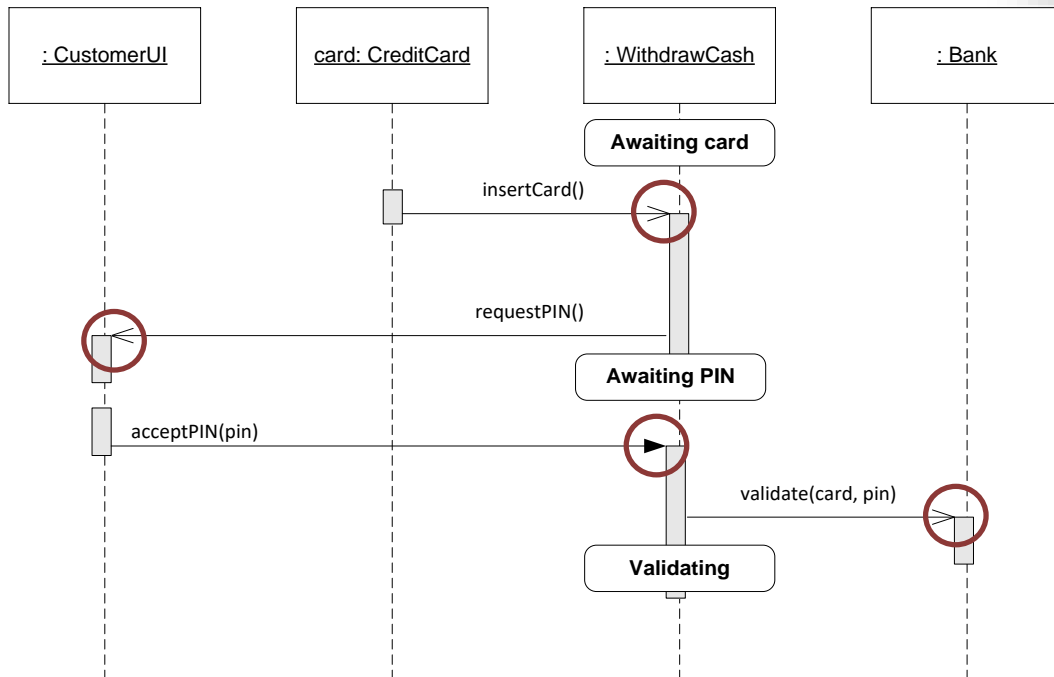 : CustomerUI
card: CreditCard
: WithdrawCash
: Bank
Awaiting card
insertCard()
requestPIN()
Awaiting PIN
acceptPIN(pin)
validate(card, pin)
Validating